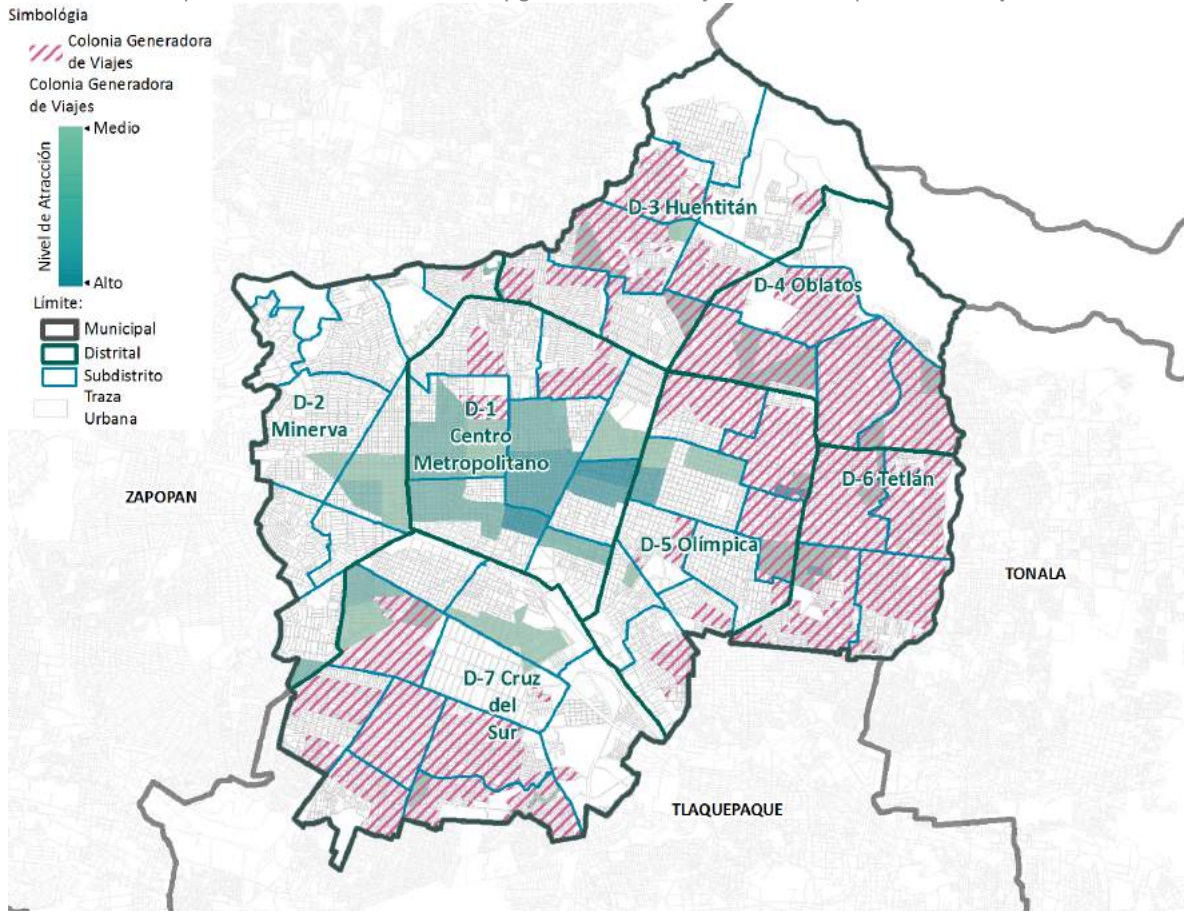 Simbológia
Colonia Generadora
de Viajes
Colonia Generadora
de Viajes
Medio
Nivel de Atracción
Alto
Límite:
Municipal
Distrital
Subdistrito
Traza
Urbana
D-3 Huentitán
D-4 Oblatos
D-2
Minerva
D-1
Centro
Metropolitano
D-6 Tetlán
ZAPOPAN
D-5 Olímpica
TONALA
D-7 Cruz
del
Sur
TLAQUEPAQUE